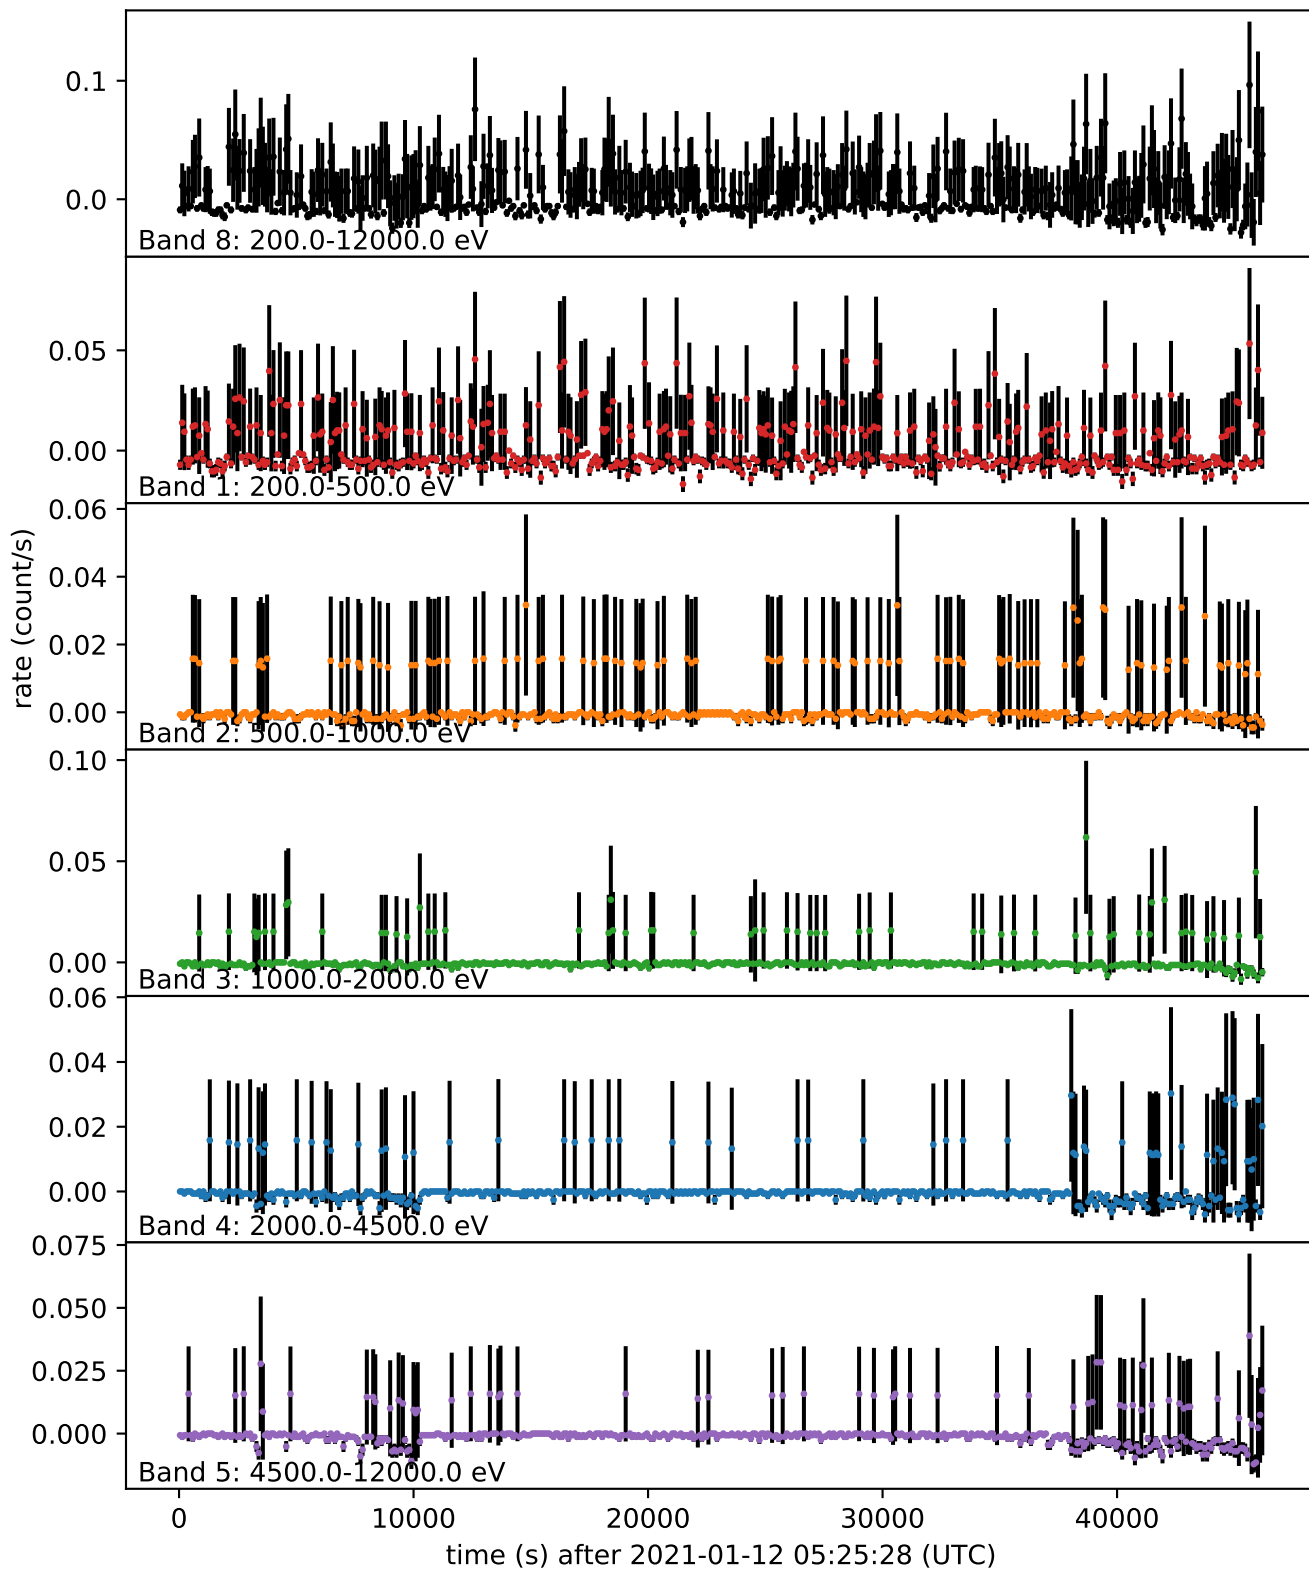 0.1
0.0
Band 8: 200.0-12000.0 eV
0.05
0.00
Band 1: 200.0-500.0 eV
0.06
0.04
0.02
0.00
Band 2: 500.0-1000.0 eV
rate (count/s)
0.10
0.05
0.00
Band 3: 1000.0-2000.0 eV
0.06
0.04
0.02
0.00
Band 4: 2000.0-4500.0 eV
0.075
0.050
0.025
0.000
Band 5: 4500.0-12000.0 eV
0 10000 20000 30000 40000
time (s) after 2021-01-12 05:25:28 (UTC)